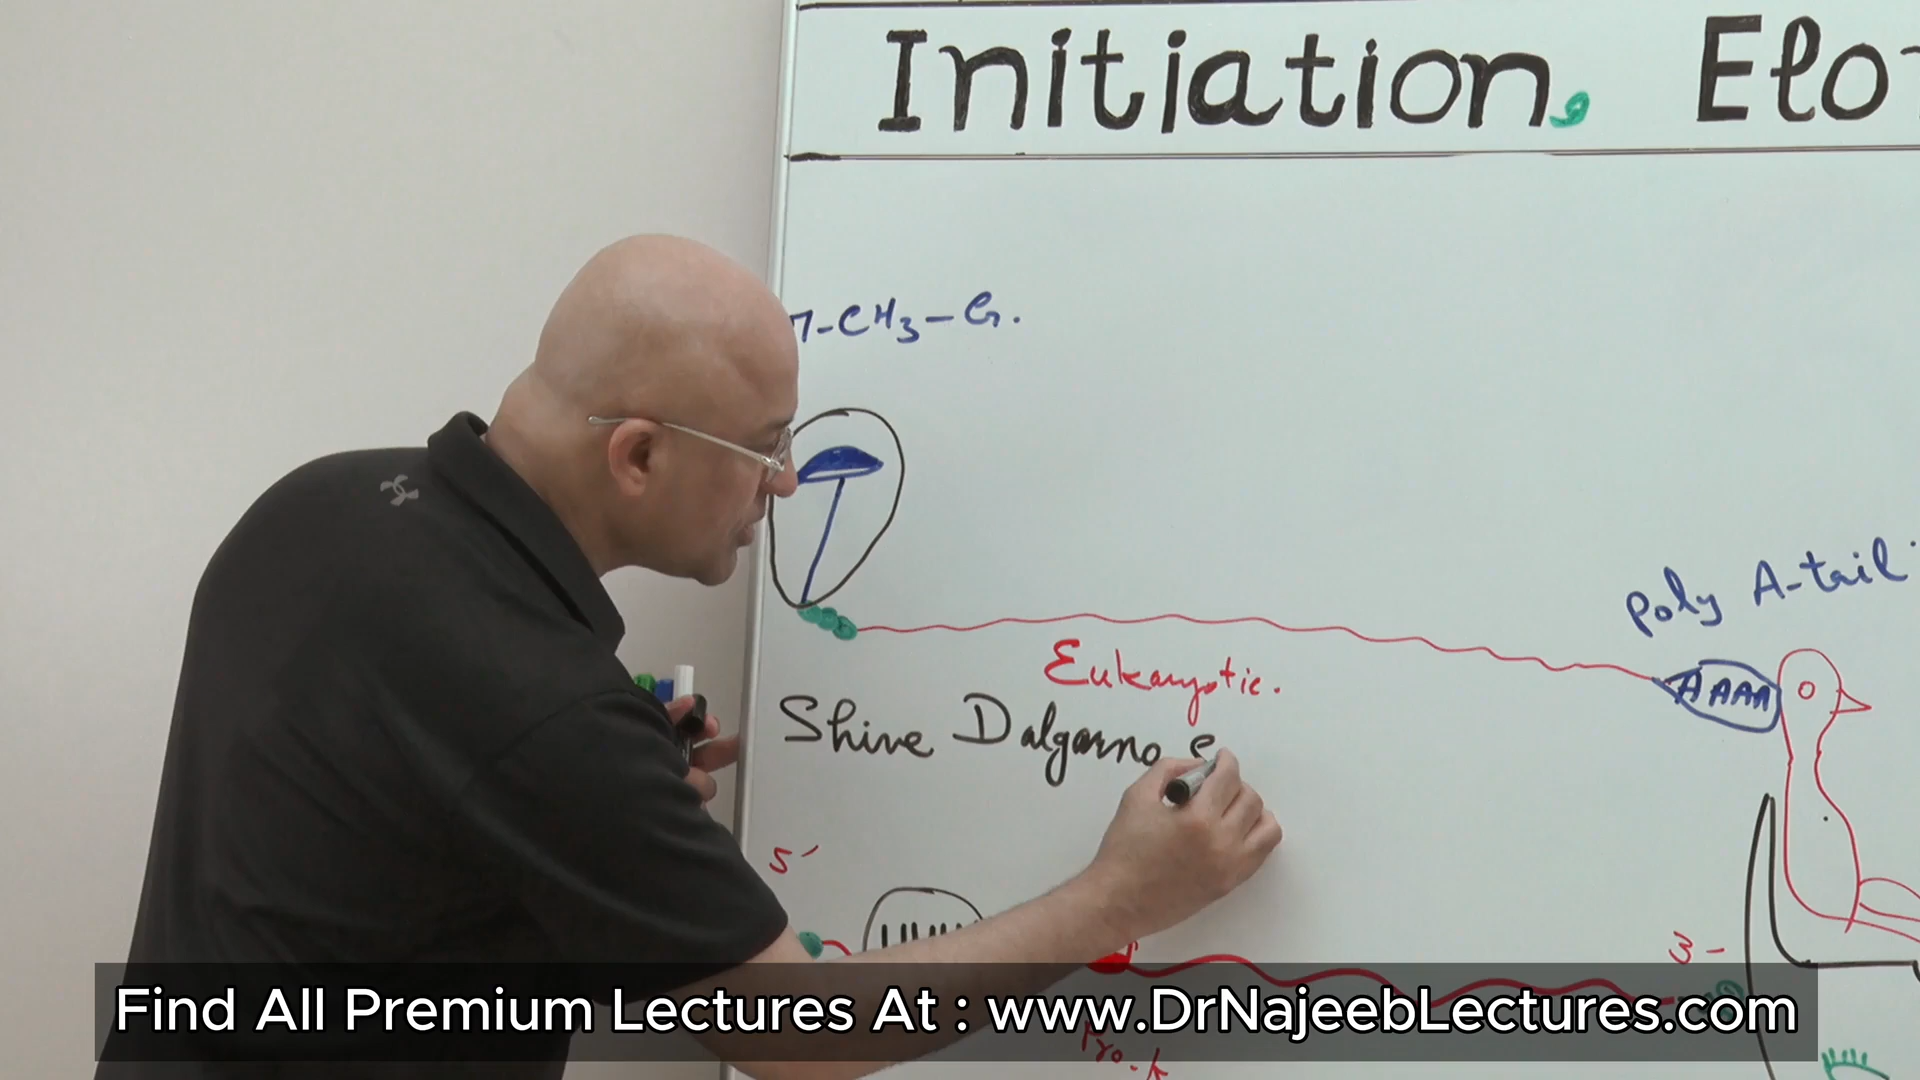 Initiation, Elo
7-CH3-G.
Poly A-tail
Eukaryotic.
AAAA
Shine Dalgarno S
5'
3-
Find All Premium Lectures At : www.DrNajeebLectures.com
Pro.k